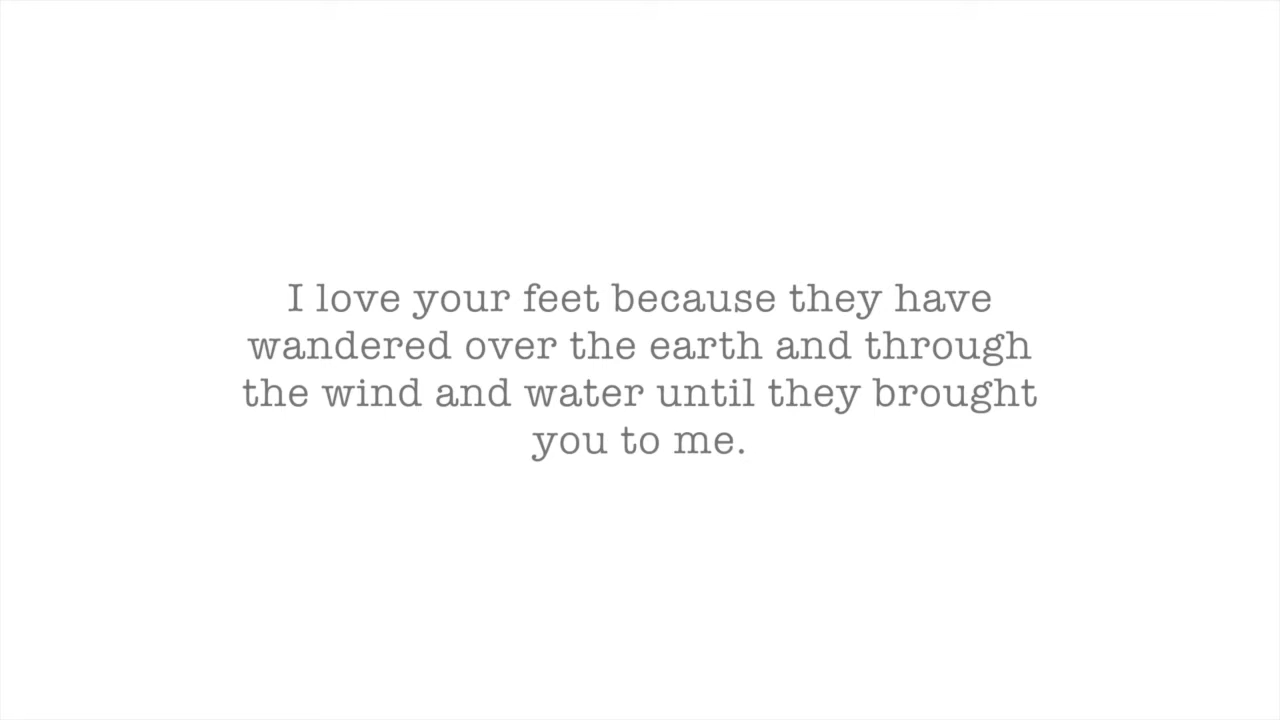 I love your feet because they have
wandered over the earth and through
the wind and water until they brought
you to me.